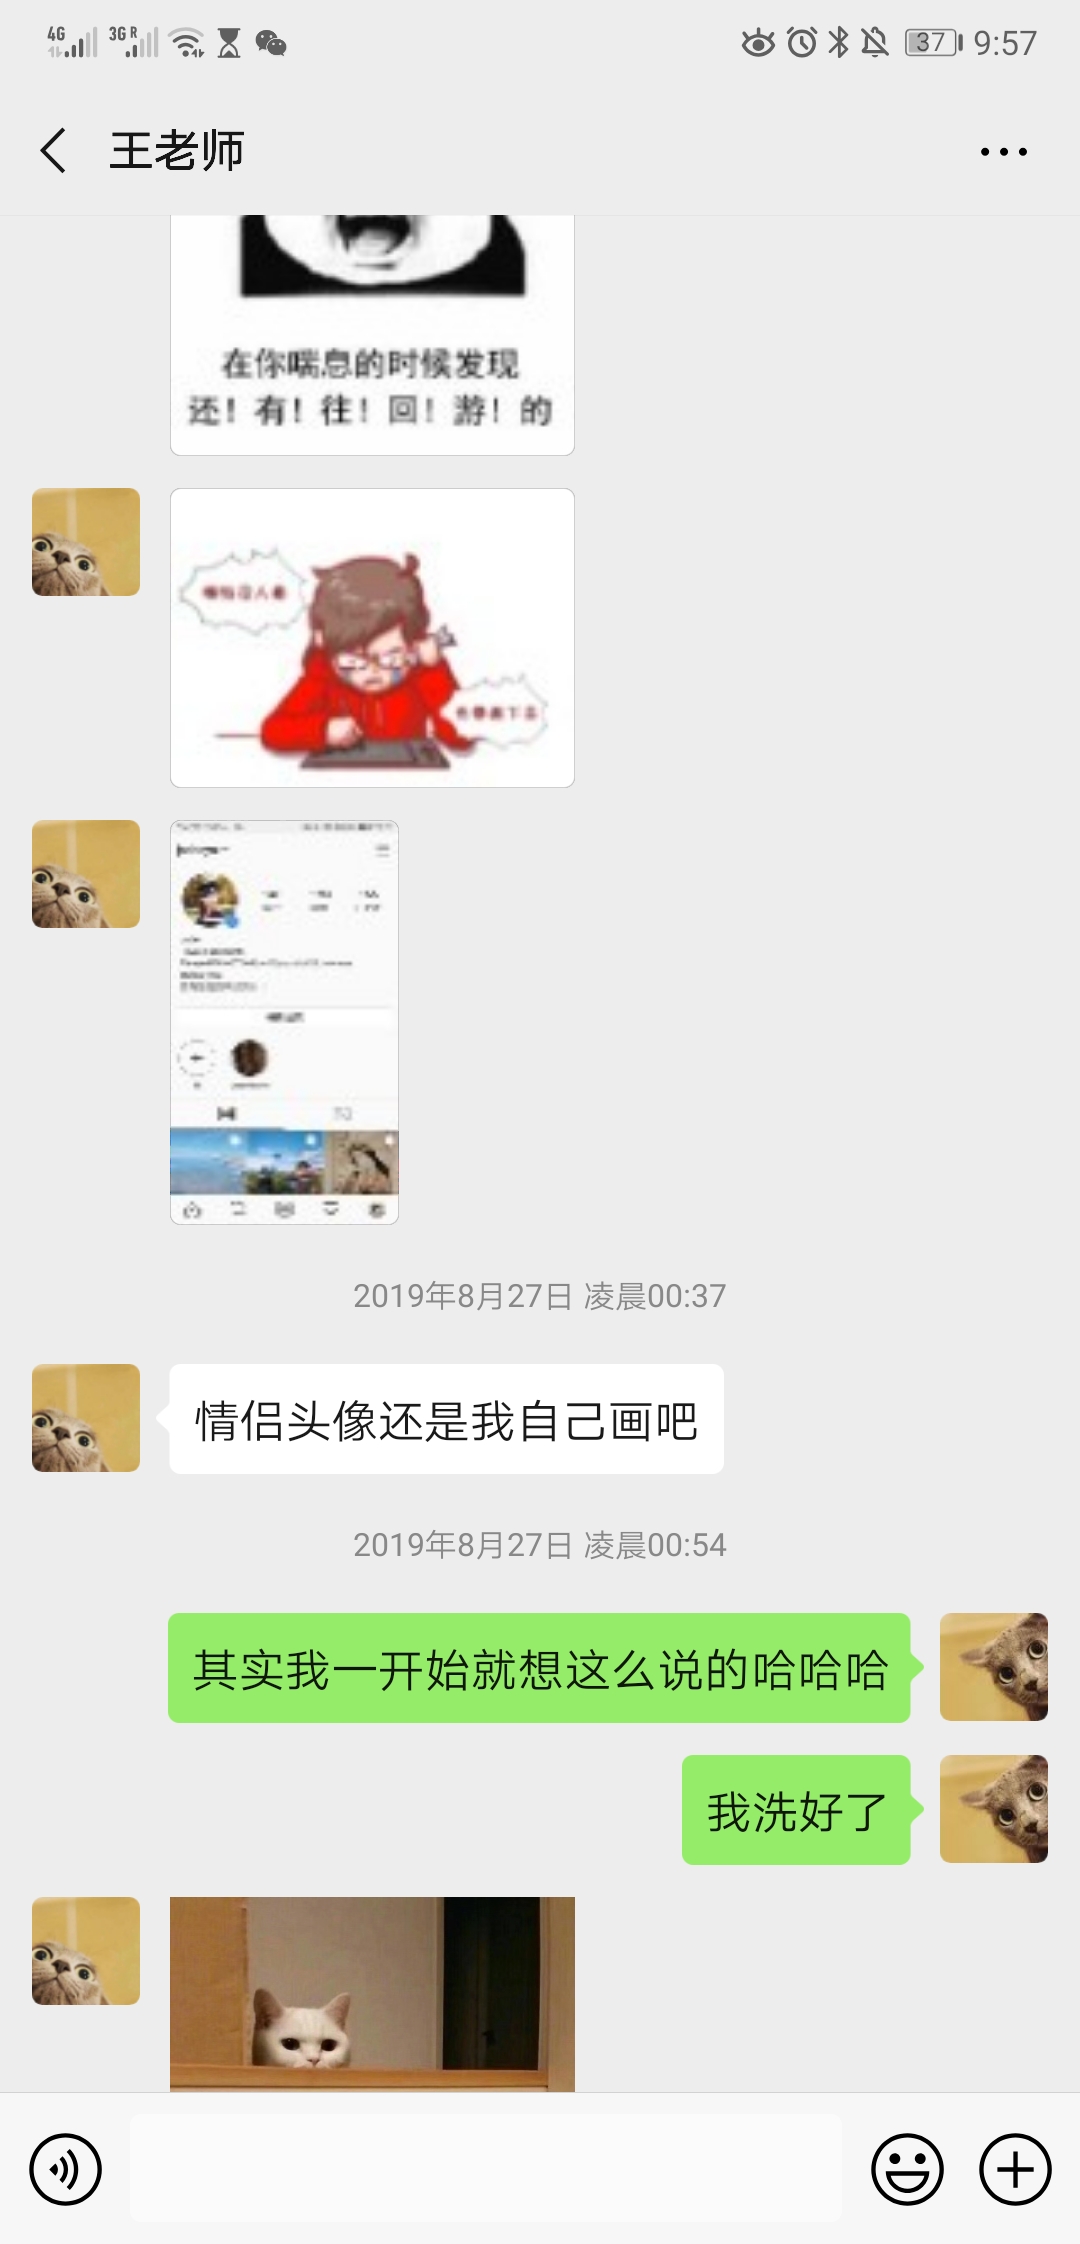 4G
3G R
37
9:57
王老师
在你喘息的时候发现
还！有！往！回！游！的
2019年8月27日 凌晨00:37
情侣头像还是我自己画吧
2019年8月27日 凌晨00:54
其实我一开始就想这么说的哈哈哈
我洗好了